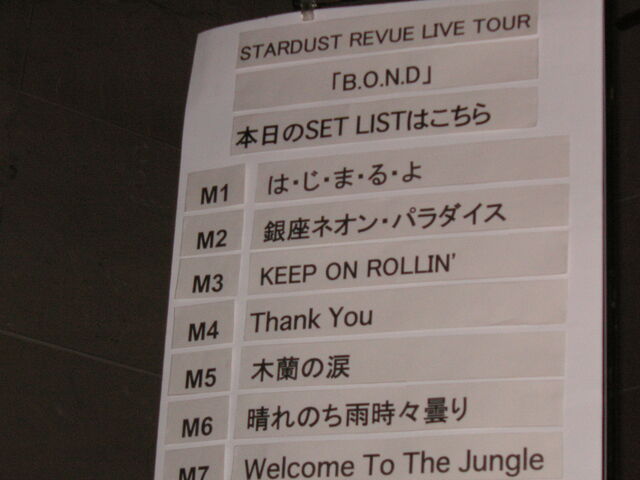 STARDUST REVUE LIVE TOUR
「B.O.N.D」
本日のSET LISTはこちら
M1 は・じ・ま・る・よ
M2 銀座ネオン・パラダイス
M3 KEEP ON ROLLIN'
M4 Thank You
M5 木蘭の涙
M6 晴れのち雨時々曇り
M7 Welcome To The Jungle